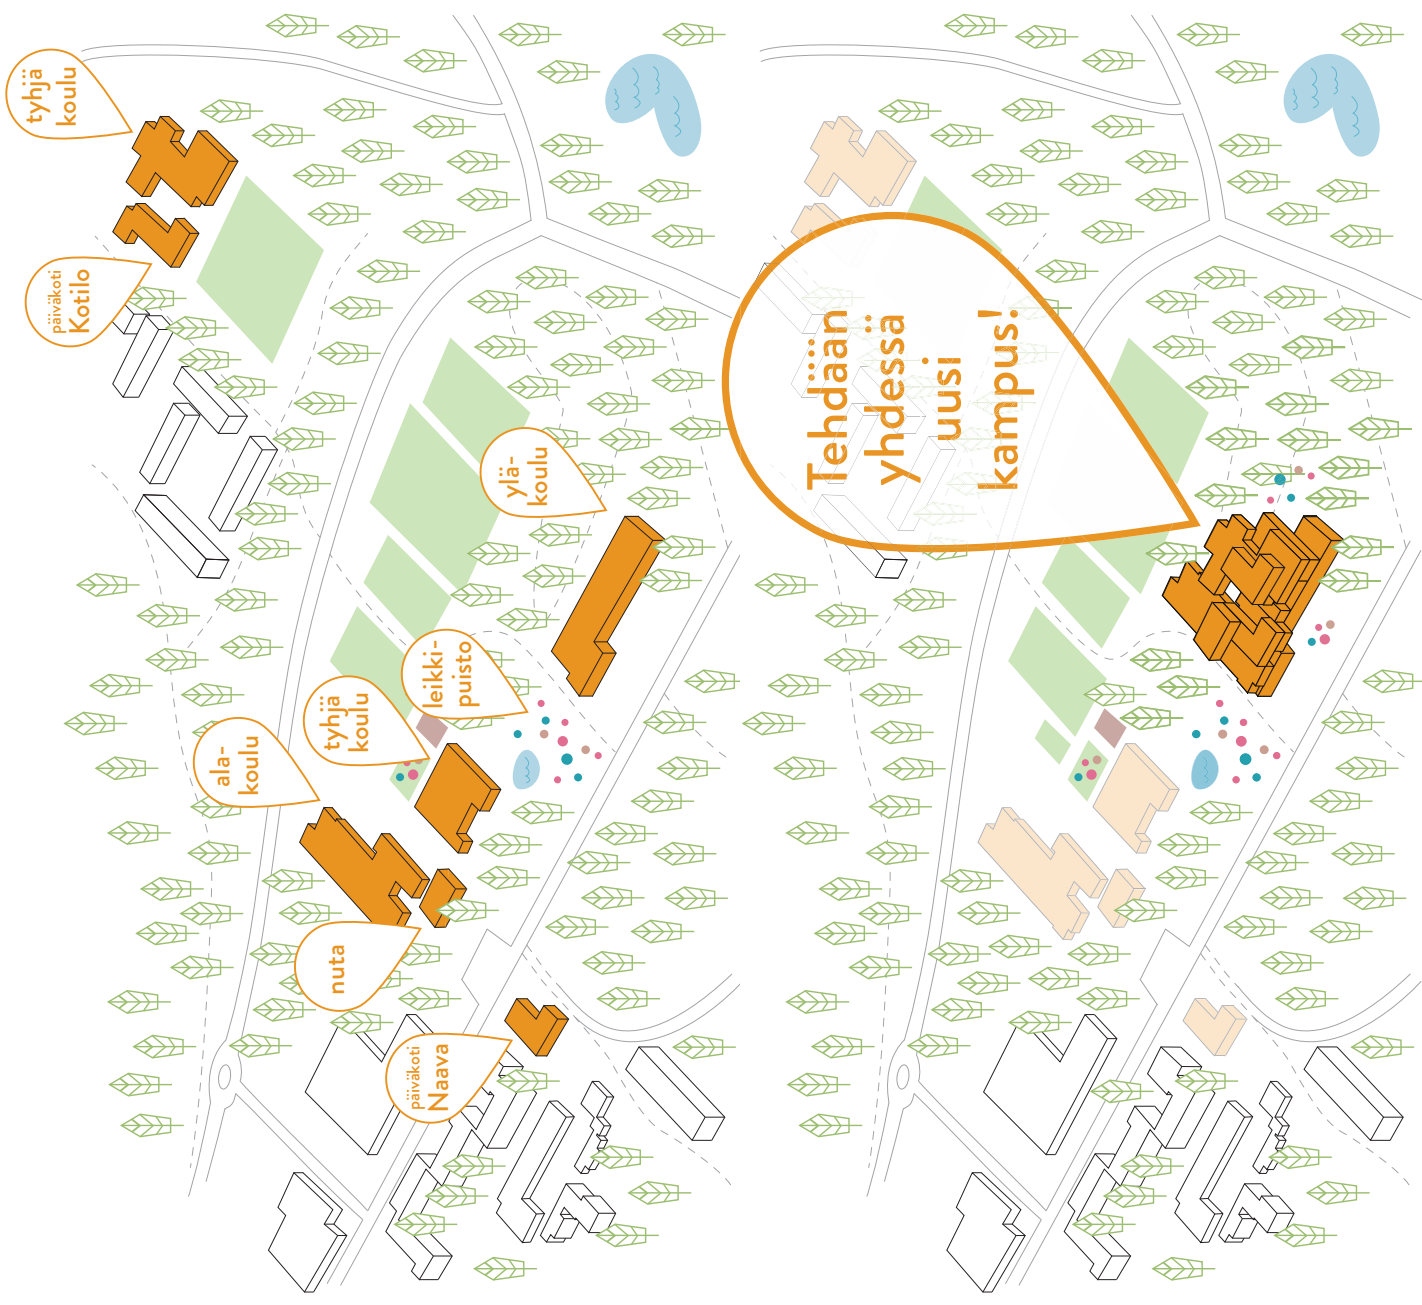 tyhjä
koulu
päiväkoti
Kotilo
ylä-
koulu
leikki-
puisto
tyhjä
koulu
ala-
koulu
nuta
päiväkoti
Naava
Tehdään
yhdessä
uusi
kampus!